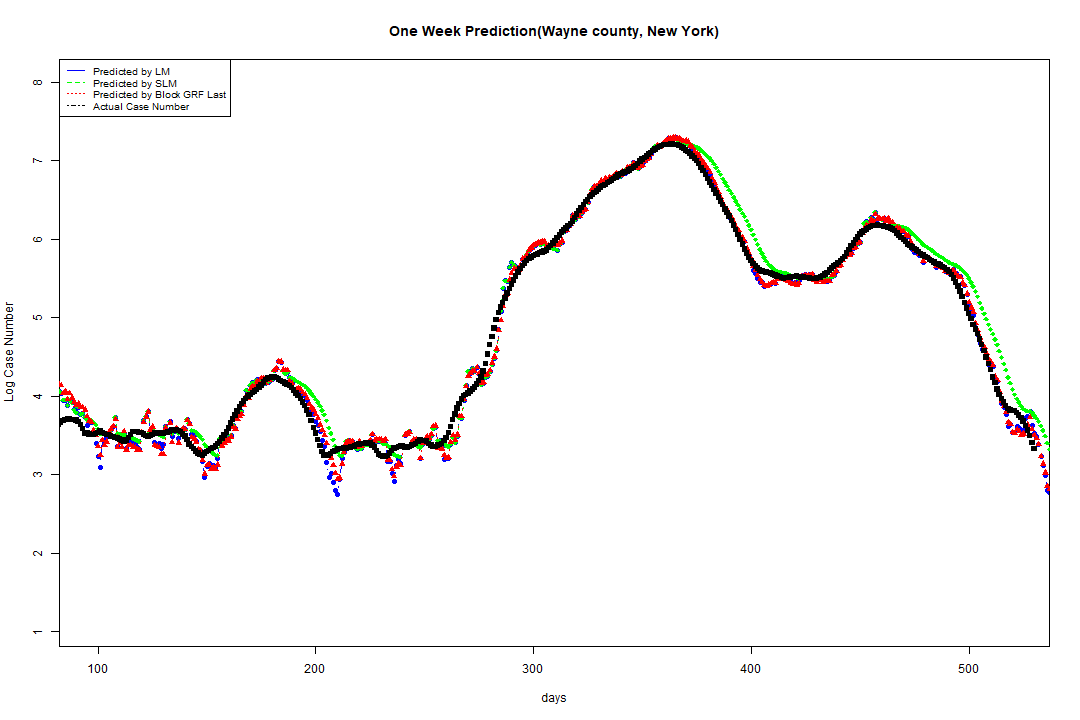 One Week Prediction(Wayne county, New York)
Predicted by LM
Predicted by SLM
Predicted by Block GRF Last
Actual Case Number
8
7
6
5
4
3
2
1
Log Case Number
100 200 300 400 500
days